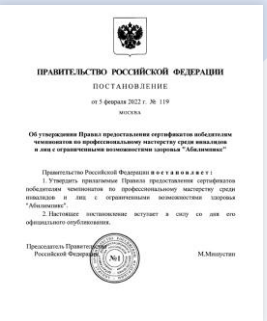 ПРАВИТЕЛЬСТВО РОССИЙСКОЙ ФЕДЕРАЦИИ
ПОСТАНОВЛЕНИЕ
от 5 февраля 2022 г. № 119
МОСКВА
Об утверждении Правил предоставления сертификатов победителям
чемпионатов по профессиональному мастерству среди инвалидов
и лиц с ограниченными возможностями здоровья "Абилимпикс"
Правительство Российской Федерации постановляет:
1. Утвердить прилагаемые Правила предоставления сертификатов
победителям чемпионатов по профессиональному мастерству среди
инвалидов и лиц с ограниченными возможностями здоровья
"Абилимпикс".
2. Настоящее постановление вступает в силу со дня его
официального опубликования.
Председатель Правительства
Российской Федерации М.Мишустин
№1